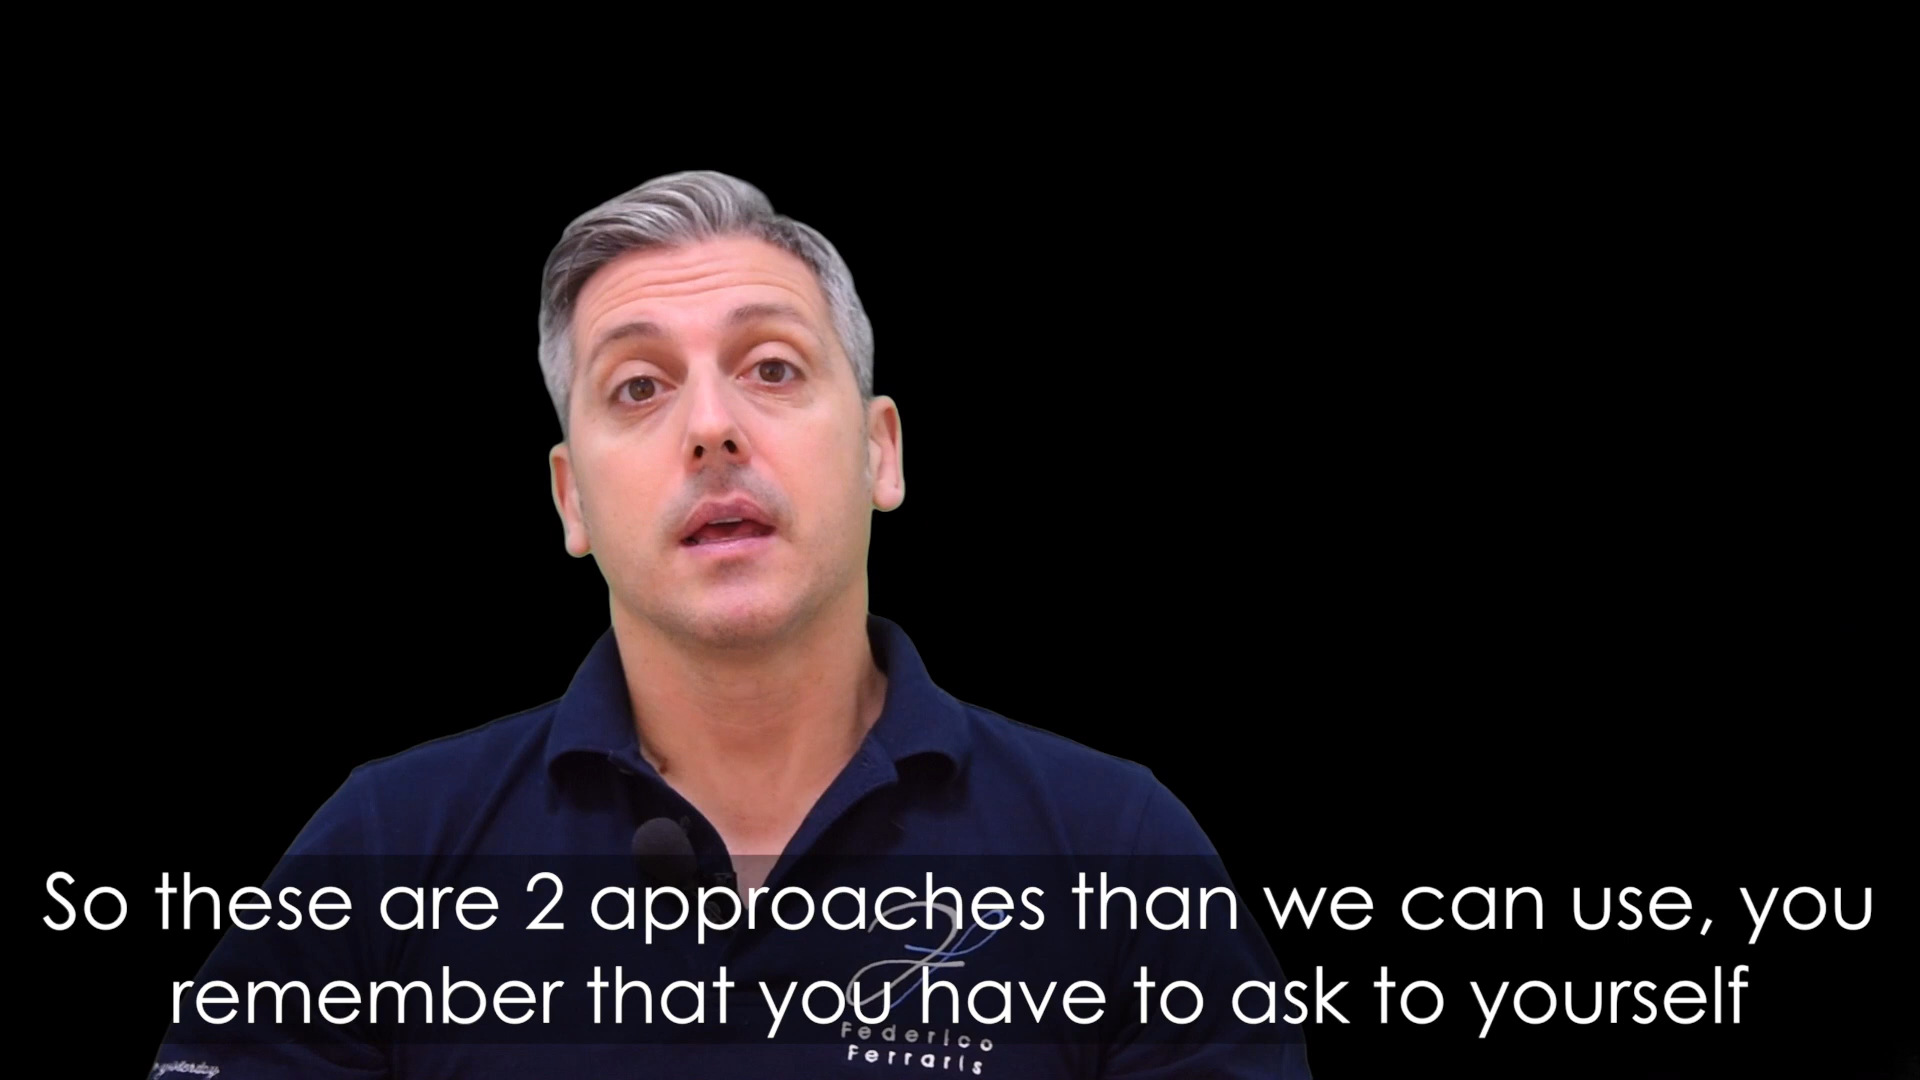 So these are 2 approaches than we can use, you
remember that you have to ask to yourself
Federico
Ferraris